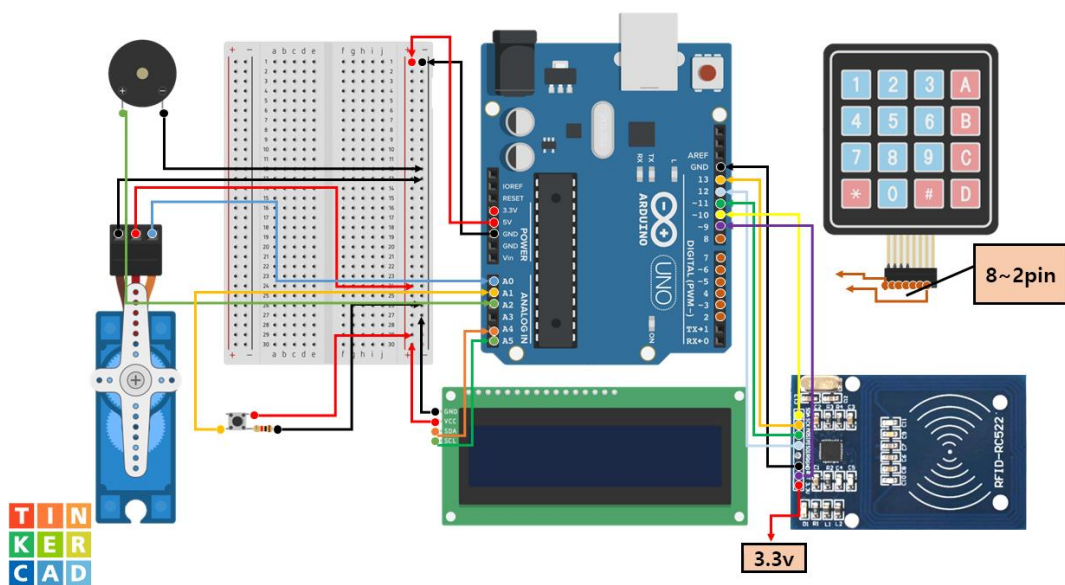 + -
a b c d e
f g h i j
+ -
1
2
3
A
4
5
6
B
7
8
9
C
*
0
#
D
8~2pin
AREF
GND
13
12
~11
~10
~9
8
7
~6
~5
4
~3
2
TX→1
RX←0
DIGITAL (PWM~)
IOREF
RESET
3.3V
5V
GND
GND
Vin
POWER
A0
A1
A2
A3
A4
A5
ANALOG IN
RX
TX
L
ARDUINO
UNO
ON
GND
VCC
SDA
SCL
RFID-RC522
3.3v
TIN
KER
CAD